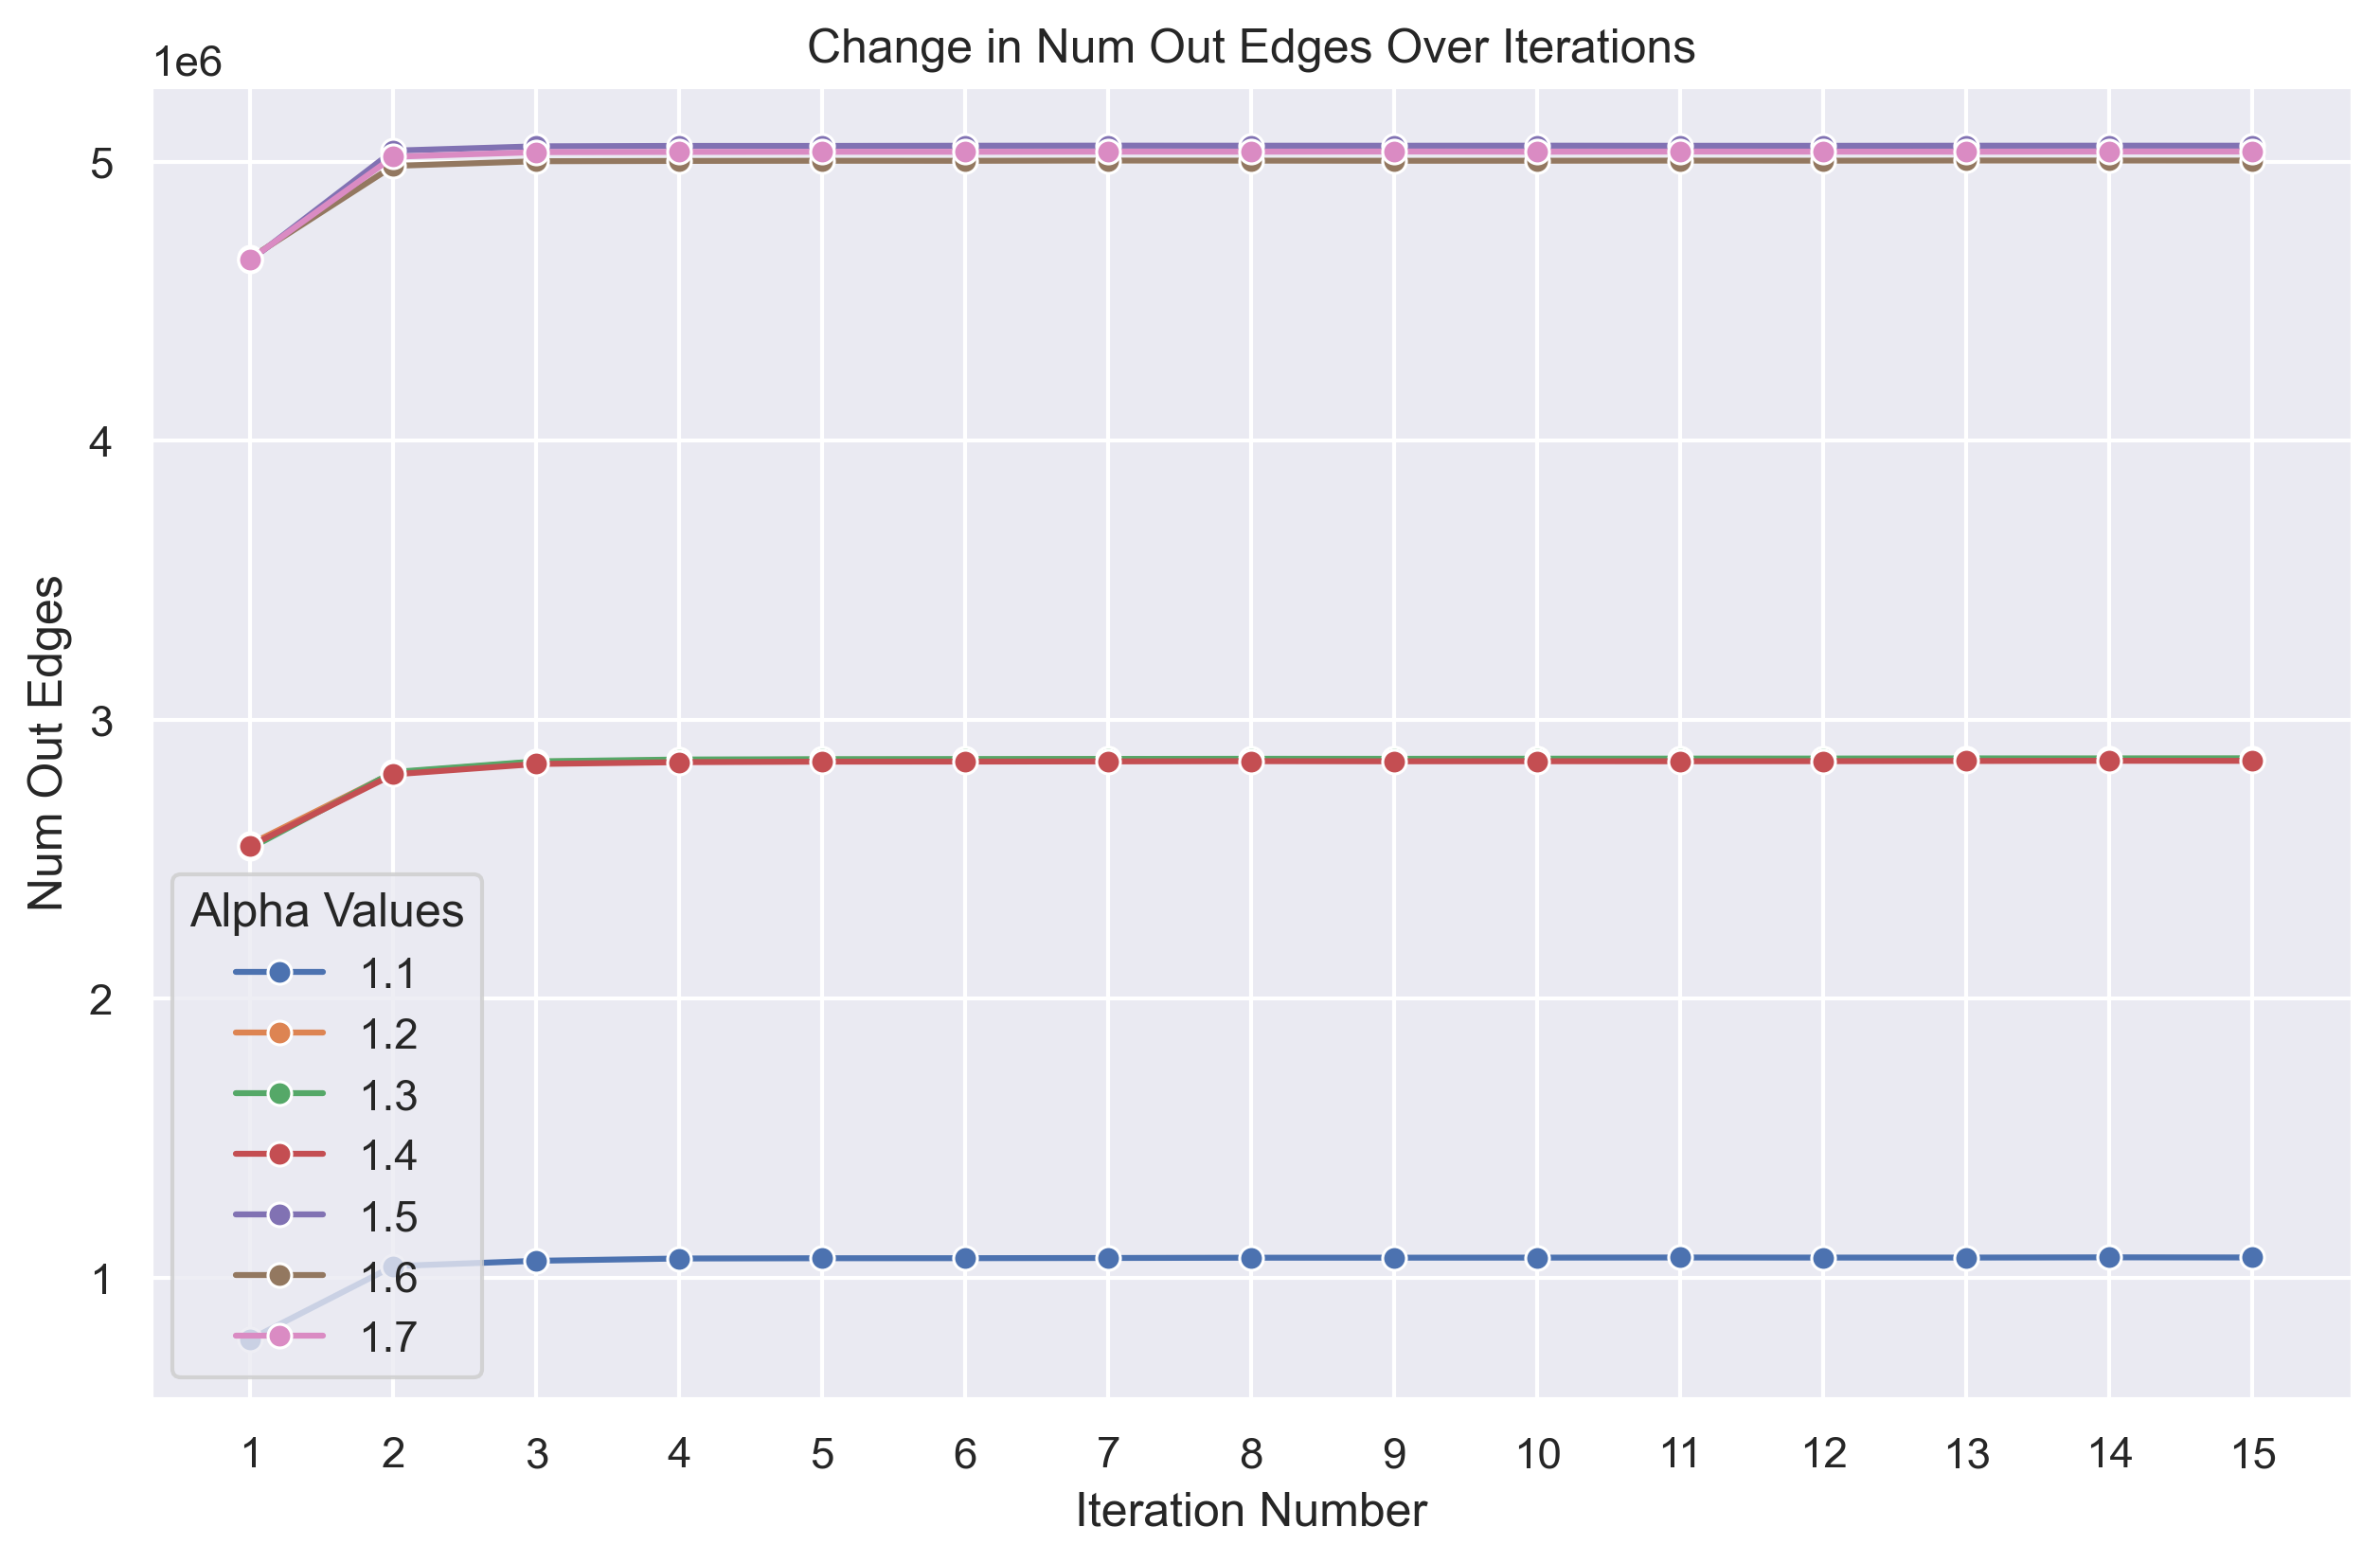 Change in Num Out Edges Over Iterations
1e6
5
4
3
2
1
Num Out Edges
Alpha Values
1.1
1.2
1.3
1.4
1.5
1.6
1.7
1 2 3 4 5 6 7 8 9 10 11 12 13 14 15
Iteration Number